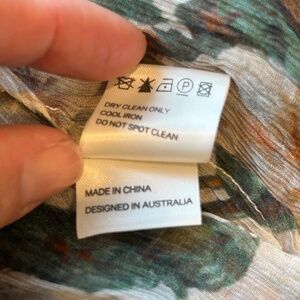 P
DRY CLEAN ONLY
COOL IRON
DO NOT SPOT CLEAN
MADE IN CHINA
DESIGNED IN AUSTRALIA